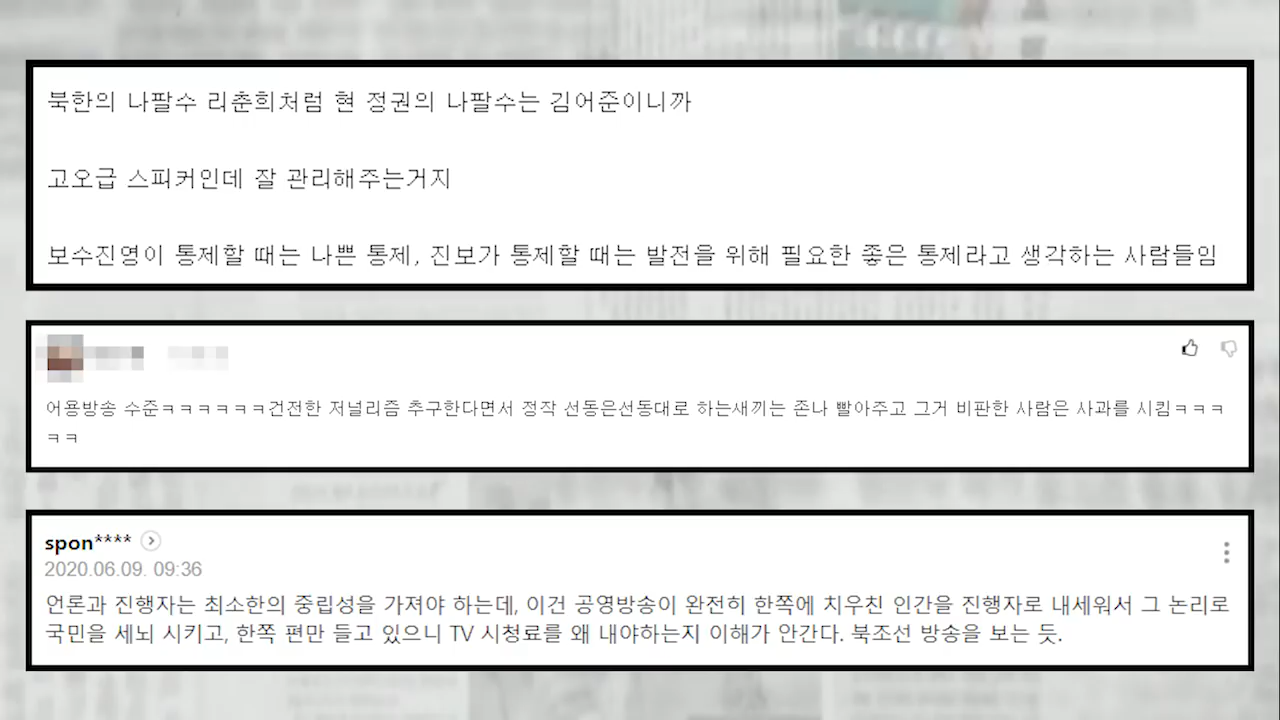 북한의 나팔수 리춘희처럼 현 정권의 나팔수는 김어준이니까
고오급 스피커인데 잘 관리해주는거지
보수진영이 통제할 때는 나쁜 통제, 진보가 통제할 때는 발전을 위해 필요한 좋은 통제라고 생각하는 사람들임
어용방송 수준ㅋㅋㅋㅋㅋㅋ건전한 저널리즘 추구한다면서 정작 선동은선동대로 하는새끼는 존나 빨아주고 그거 비판한 사람은 사과를 시킴ㅋㅋㅋ
ㅋㅋ
spon****
2020.06.09. 09:36
언론과 진행자는 최소한의 중립성을 가져야 하는데, 이건 공영방송이 완전히 한쪽에 치우친 인간을 진행자로 내세워서 그 논리로
국민을 세뇌 시키고, 한쪽 편만 들고 있으니 TV 시청료를 왜 내야하는지 이해가 안간다. 북조선 방송을 보는 듯.